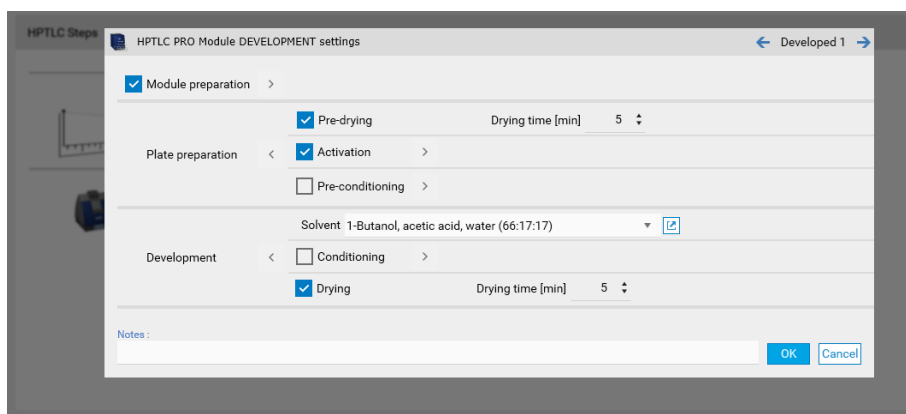 HPTLC Steps
HPTLC PRO Module DEVELOPMENT settings
Developed 1
Module preparation
Pre-drying Drying time [min] 5
Plate preparation
Activation
Pre-conditioning
Solvent 1-Butanol, acetic acid, water (66:17:17)
Development
Conditioning
Drying Drying time [min] 5
Notes :
OK Cancel